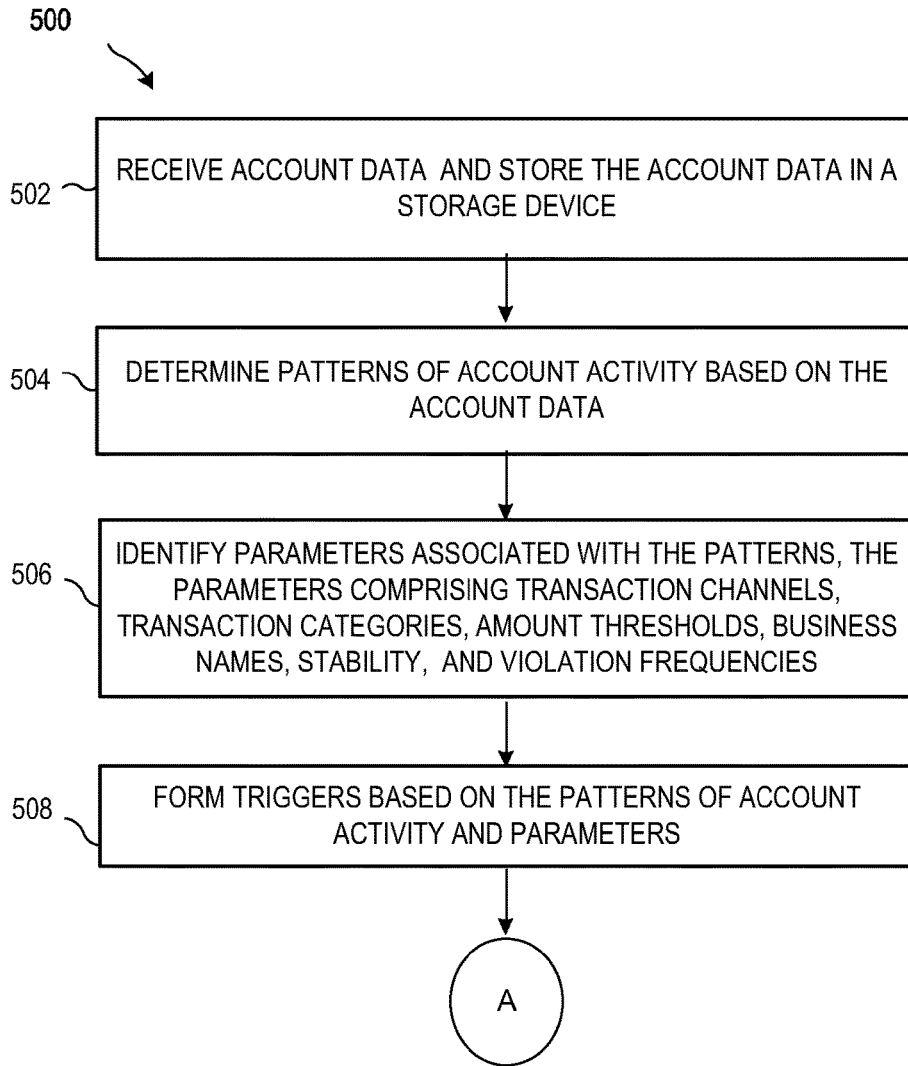 500
502
RECEIVE ACCOUNT DATA AND STORE THE ACCOUNT DATA IN A
STORAGE DEVICE
504
DETERMINE PATTERNS OF ACCOUNT ACTIVITY BASED ON THE
ACCOUNT DATA
506
IDENTIFY PARAMETERS ASSOCIATED WITH THE PATTERNS, THE
PARAMETERS COMPRISING TRANSACTION CHANNELS,
TRANSACTION CATEGORIES, AMOUNT THRESHOLDS, BUSINESS
NAMES, STABILITY, AND VIOLATION FREQUENCIES
508
FORM TRIGGERS BASED ON THE PATTERNS OF ACCOUNT
ACTIVITY AND PARAMETERS
A